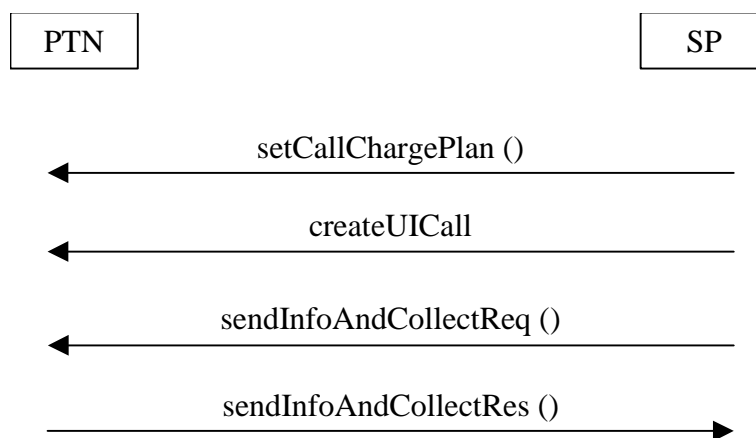 PTN
SP
setCallChargePlan ()
createUICall
sendInfoAndCollectReq ()
sendInfoAndCollectRes ()